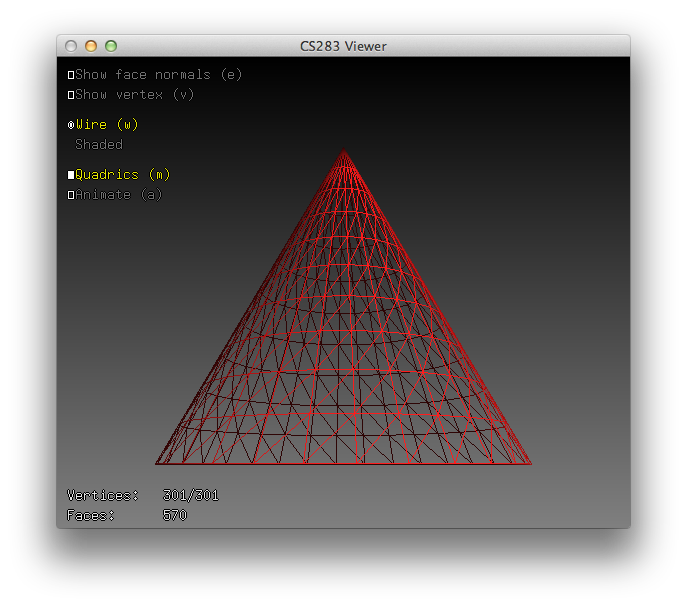 CS283 Viewer
Show face normals (e)
Show vertex (v)
Wire (w)
Shaded
Quadrics (m)
Animate (a)
Vertices: 301/301
Faces: 570